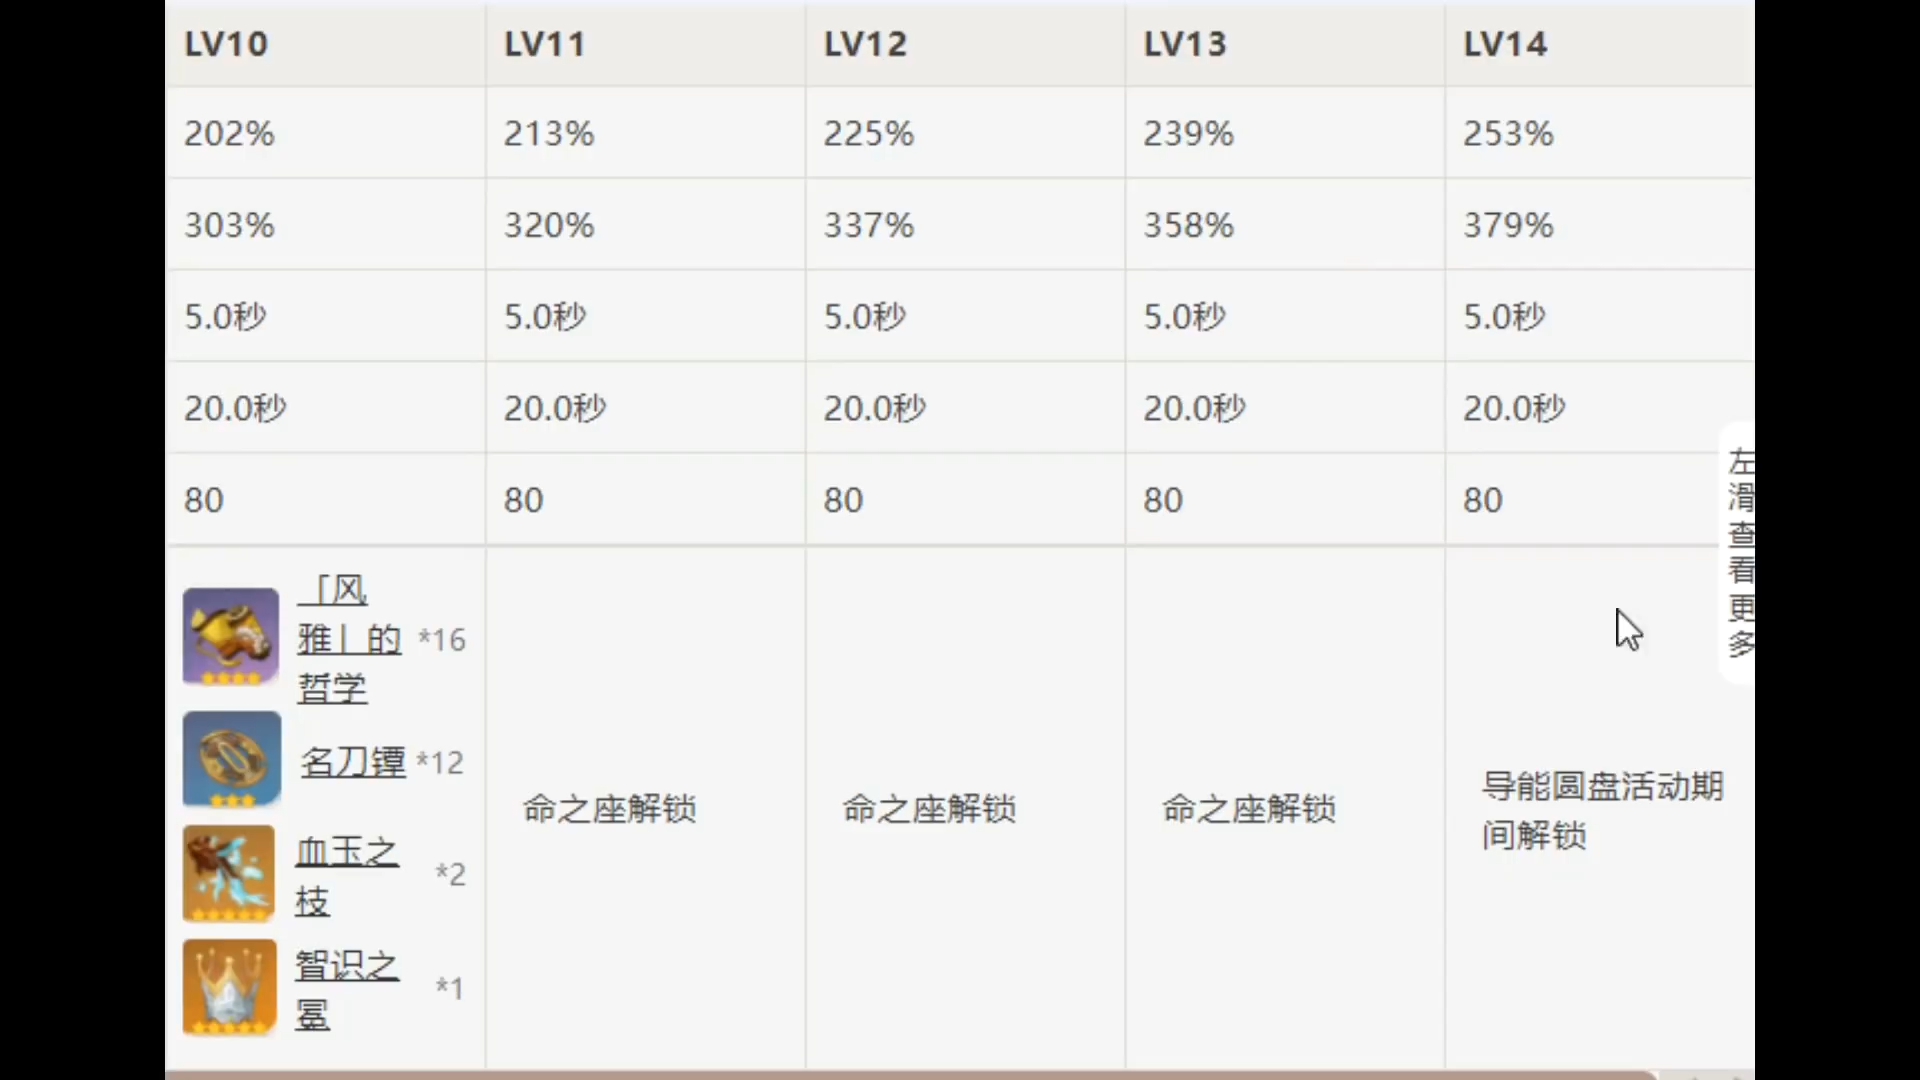 LV10 LV11 LV12 LV13 LV14
202% 213% 225% 239% 253%
303% 320% 337% 358% 379%
5.0秒 5.0秒 5.0秒 5.0秒 5.0秒
20.0秒 20.0秒 20.0秒 20.0秒 20.0秒
80 80 80 80 80
「风
雅」的 *16
哲学
名刀镡 *12
血玉之
枝 *2
智识之
冕 *1
命之座解锁
命之座解锁
命之座解锁
导能圆盘活动期
间解锁
左
滑
查
看
更
多